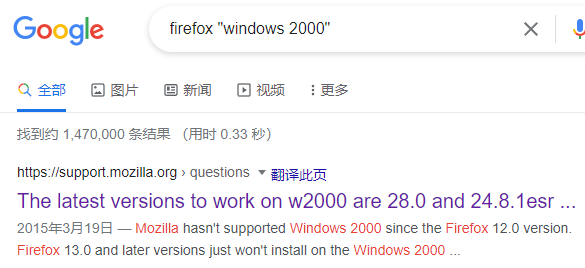 Google firefox "windows 2000"
全部 图片 新闻 视频 更多
找到约 1,470,000 条结果 （用时 0.33 秒）
https://support.mozilla.org › questions 翻译此页
The latest versions to work on w2000 are 28.0 and 24.8.1esr ...
2015年3月19日 — Mozilla hasn't supported Windows 2000 since the Firefox 12.0 version.
Firefox 13.0 and later versions just won't install on the Windows 2000 ...